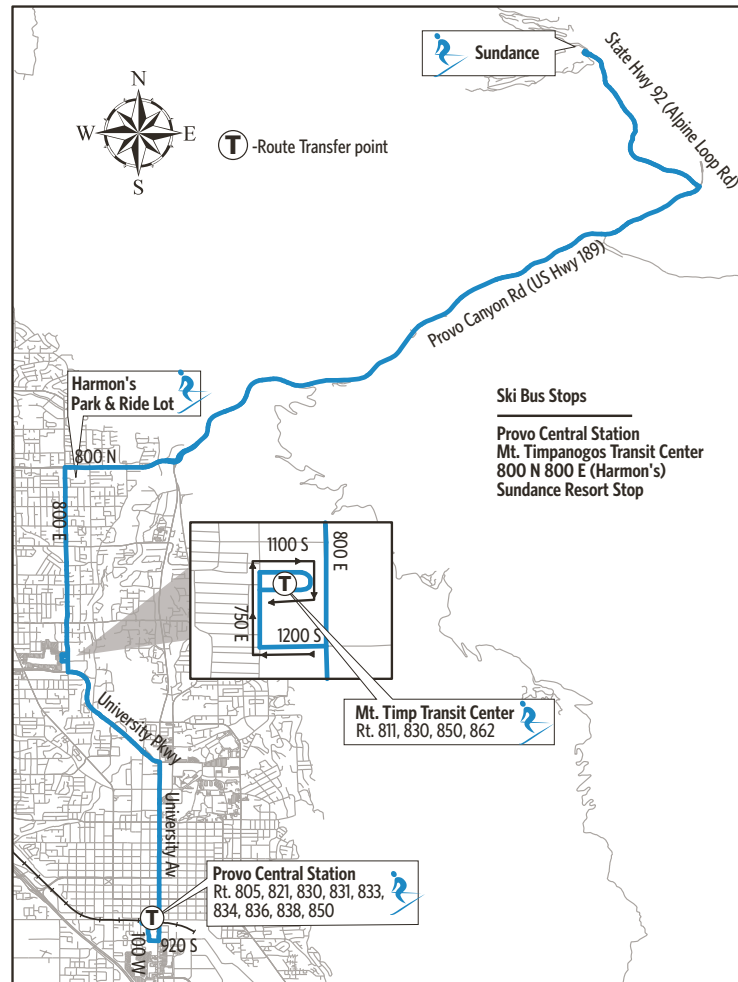 Sundance
State Hwy 92 (Alpine Loop Rd)
N
W
E
S
T
-Route Transfer point
Provo Canyon Rd (US Hwy 189)
Harmon's
Park & Ride Lot
800 N
800 E
Ski Bus Stops
Provo Central Station
Mt. Timpanogos Transit Center
800 N 800 E (Harmon's)
Sundance Resort Stop
1100 S
800 E
T
750 E
1200 S
Mt. Timp Transit Center
Rt. 811, 830, 850, 862
University Pkwy
University Av
Provo Central Station
Rt. 805, 821, 830, 831, 833,
834, 836, 838, 850
T
100 W
920 S